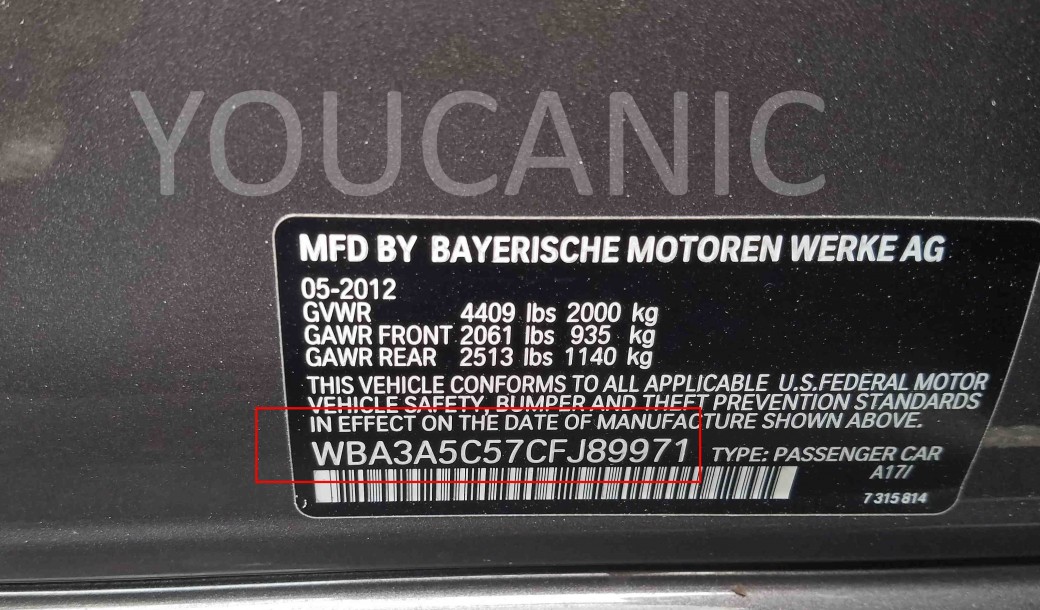 YOUCANIC
MFD BY BAYERISCHE MOTOREN WERKE AG
05-2012
GVWR 4409 lbs 2000 kg
GAWR FRONT 2061 lbs 935 kg
GAWR REAR 2513 lbs 1140 kg
THIS VEHICLE CONFORMS TO ALL APPLICABLE U.S.FEDERAL MOTOR
VEHICLE SAFETY, BUMPER AND THEFT PREVENTION STANDARDS
IN EFFECT ON THE DATE OF MANUFACTURE SHOWN ABOVE.
WBA3A5C57CFJ89971 TYPE: PASSENGER CAR
A17/
7 315 814